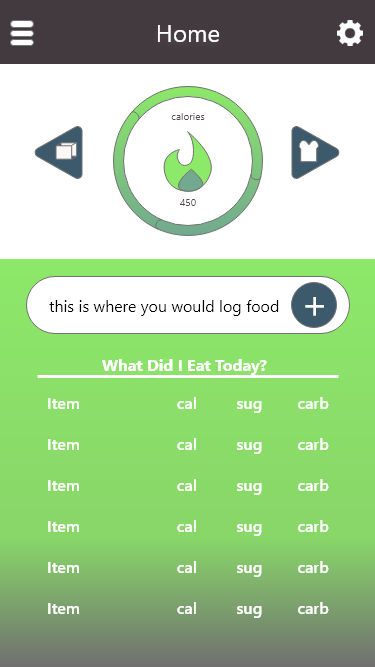 Home
calories
450
this is where you would log food
What Did I Eat Today?
Item cal sug carb
Item cal sug carb
Item cal sug carb
Item cal sug carb
Item cal sug carb
Item cal sug carb